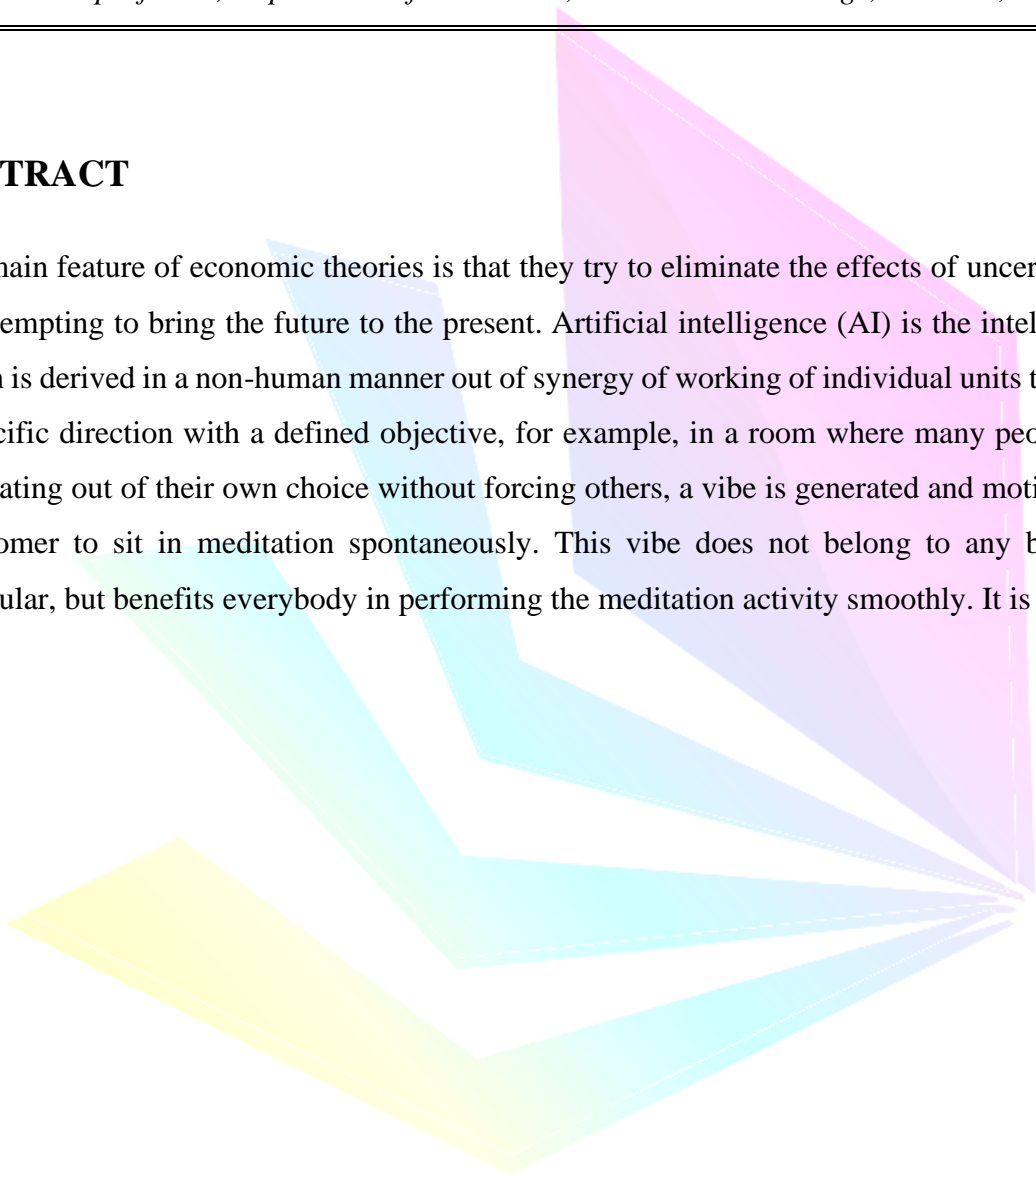 TRACT
main feature of economic theories is that they try to eliminate the effects of uncer
empting to bring the future to the present. Artificial intelligence (AI) is the intel
is derived in a non-human manner out of synergy of working of individual units t
cific direction with a defined objective, for example, in a room where many peo
ating out of their own choice without forcing others, a vibe is generated and moti
omer to sit in meditation spontaneously. This vibe does not belong to any b
ular, but benefits everybody in performing the meditation activity smoothly. It is